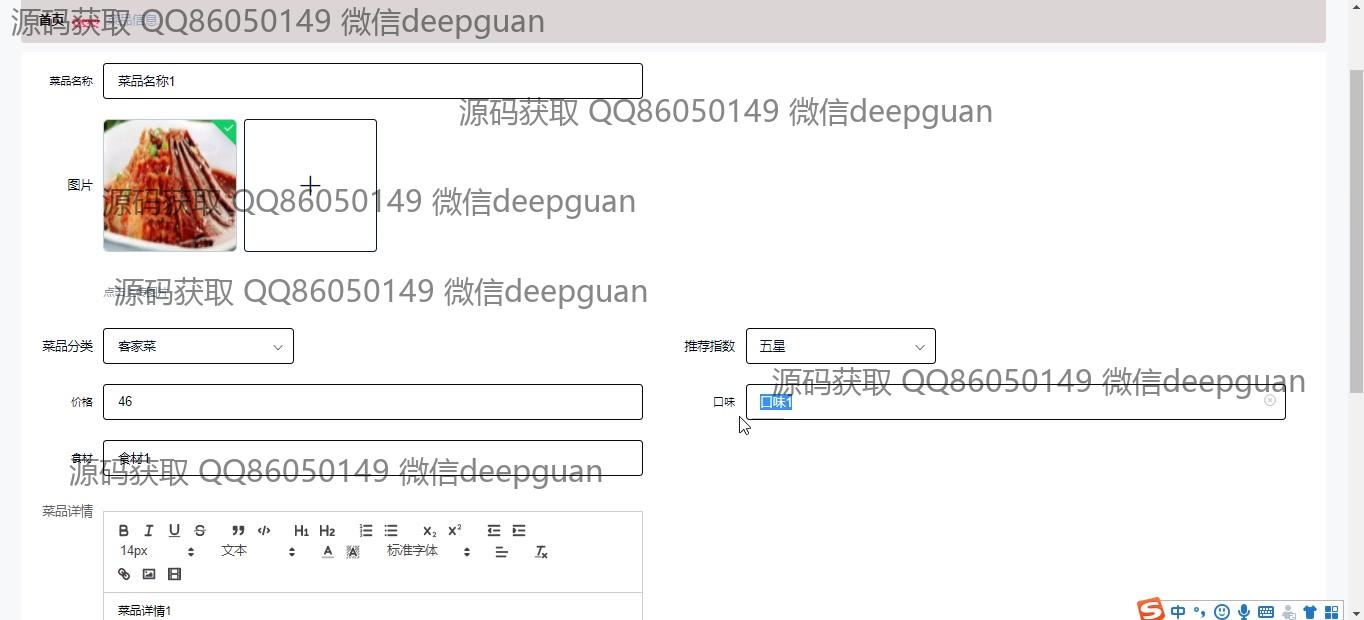 首页
菜品信息
源码获取 QQ86050149 微信deepguan
菜品名称 菜品名称1
源码获取 QQ86050149 微信deepguan
图片
源码获取 QQ86050149 微信deepguan
源码获取 QQ86050149 微信deepguan
菜品分类 客家菜 推荐指数 五星
源码获取 QQ86050149 微信deepguan
价格 46 口味 口味1
食材 食材1
源码获取 QQ86050149 微信deepguan
菜品详情
B I U S H1 H2 X2 X2
14px 文本 A A 标准字体 Tx
菜品详情1
S 中